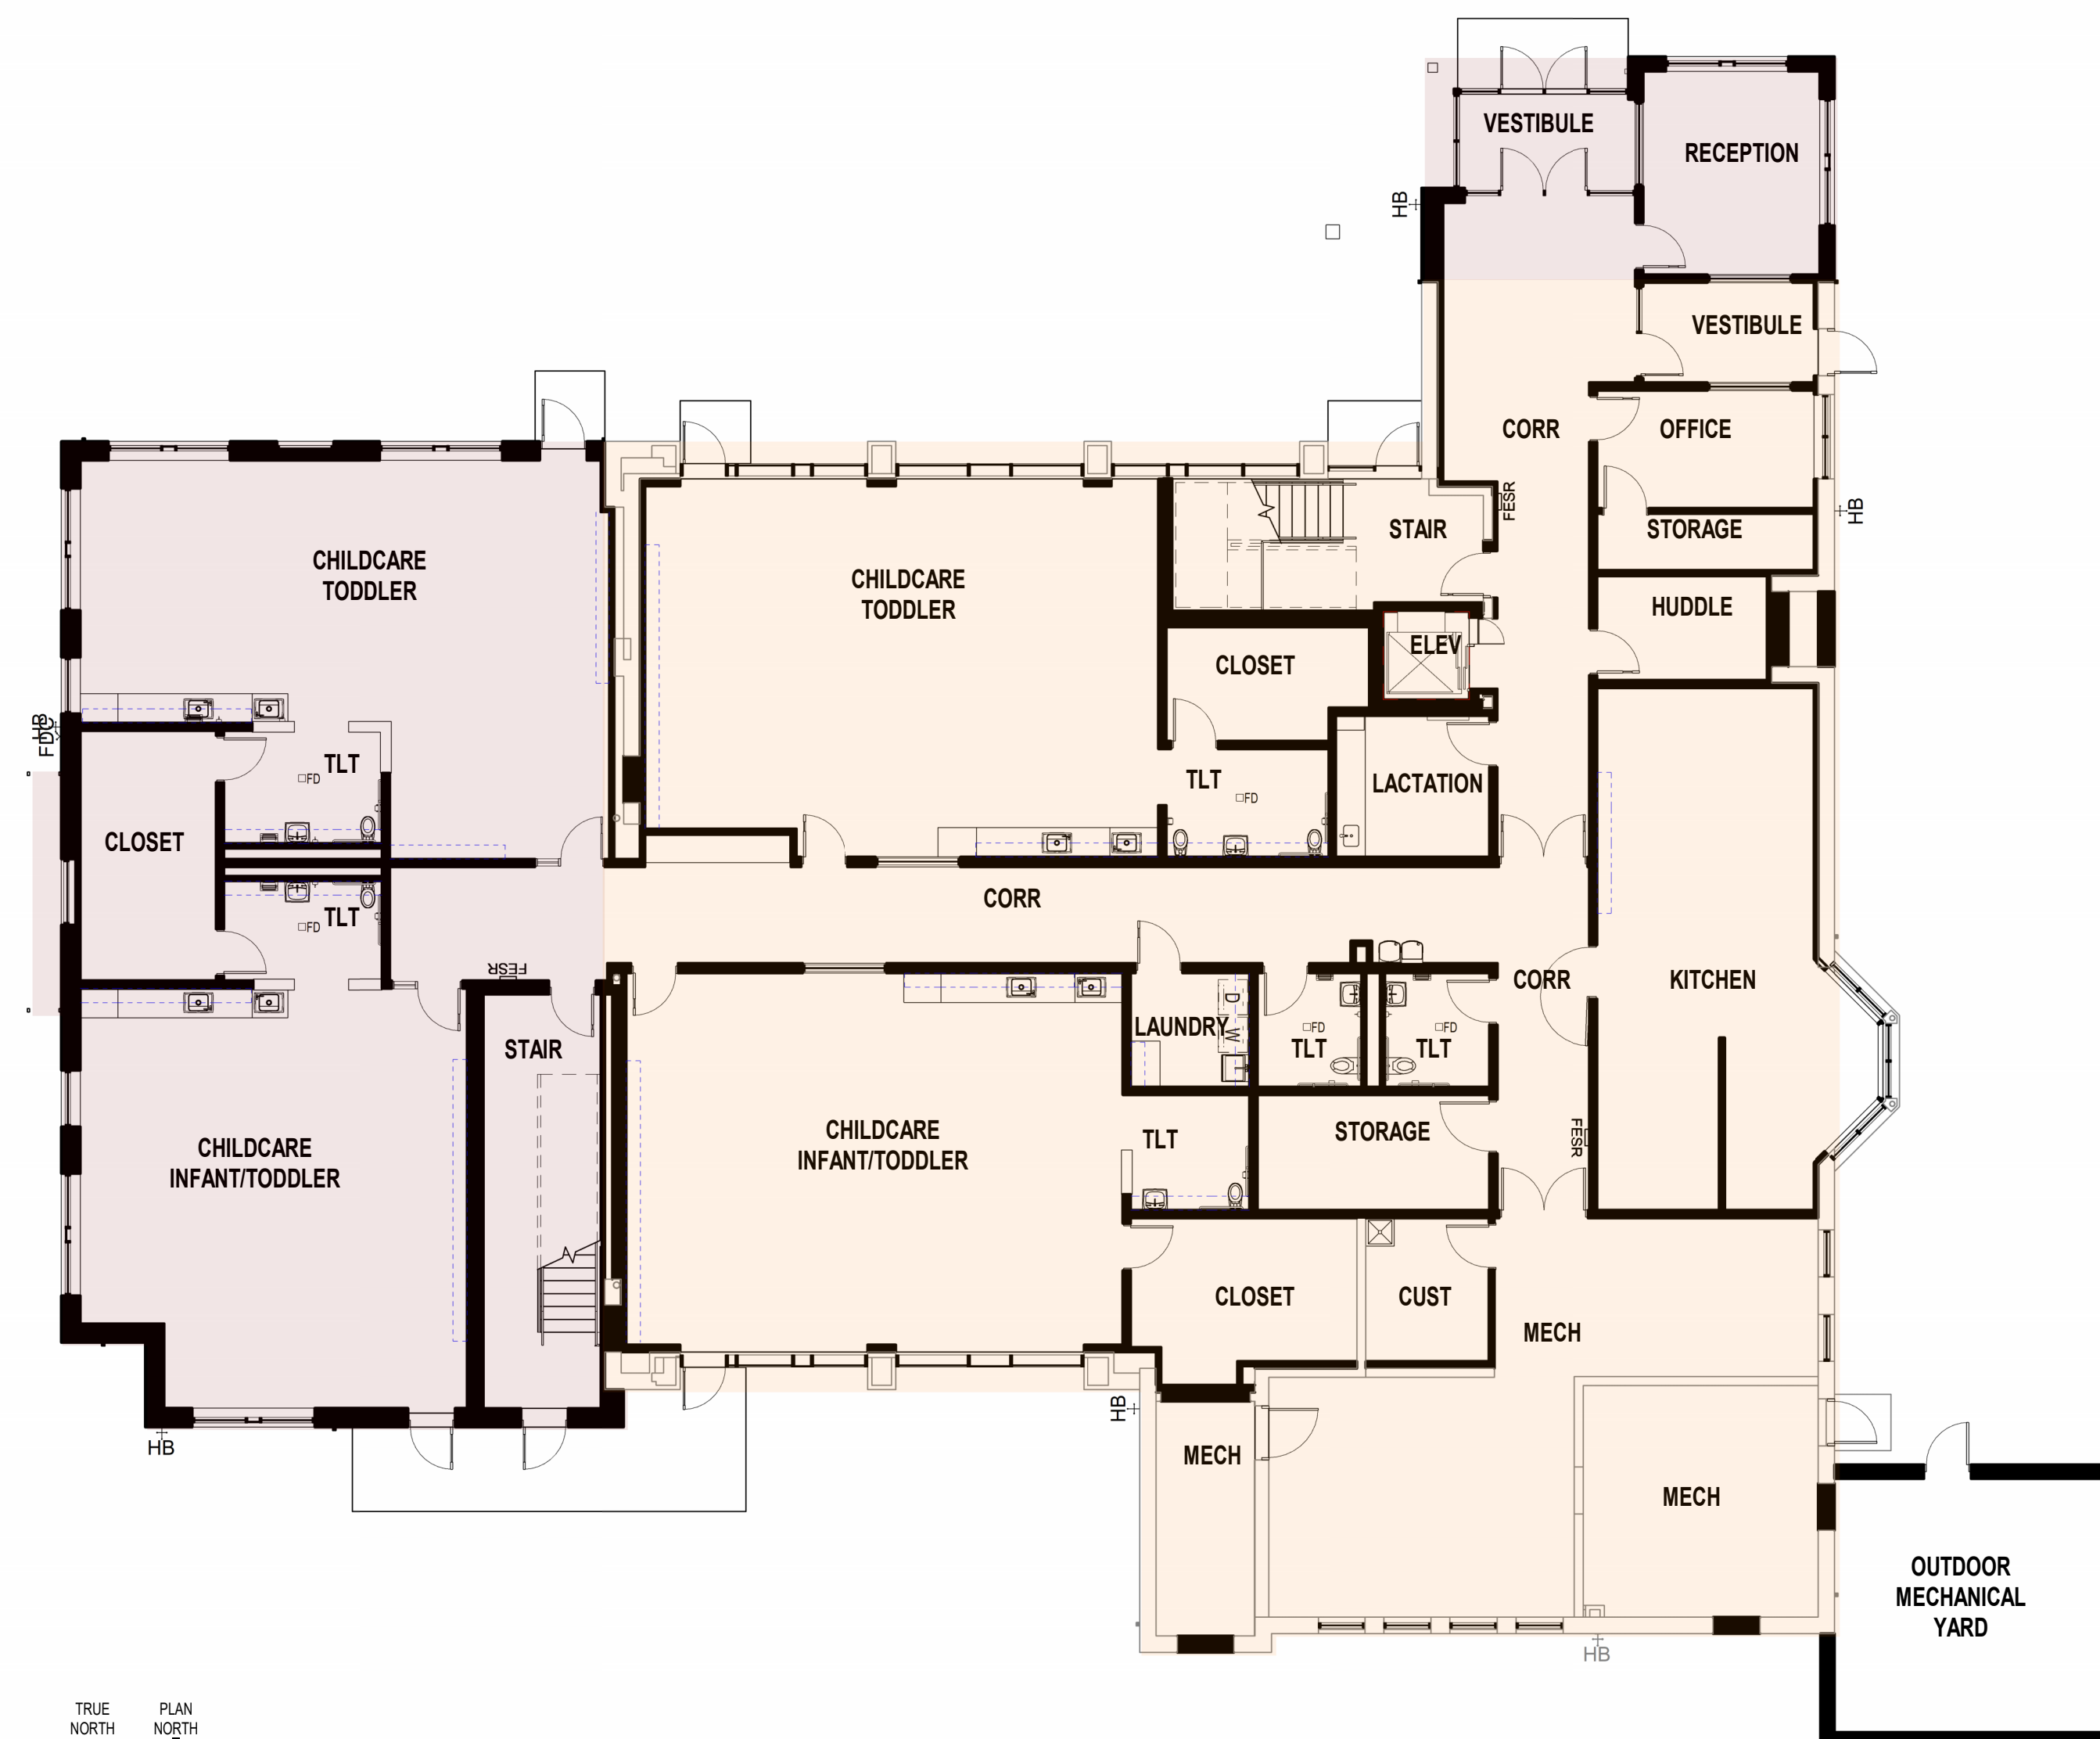 VESTIBULE
RECEPTION
HB
VESTIBULE
CORR
OFFICE
FESR
HB
STORAGE
STAIR
CHILDCARE
TODDLER
CHILDCARE
TODDLER
HUDDLE
ELEV
CLOSET
HB
FDC
TLT
FD
TLT
FD
LACTATION
CLOSET
CORR
TLT
FD
FESR
CORR
KITCHEN
STAIR
LAUNDRY
D
W
FD
TLT
FD
TLT
CHILDCARE
INFANT/TODDLER
CHILDCARE
INFANT/TODDLER
TLT
STORAGE
FESR
CLOSET
CUST
MECH
HB
HB
MECH
MECH
OUTDOOR
MECHANICAL
YARD
HB
TRUE
NORTH
PLAN
NORTH